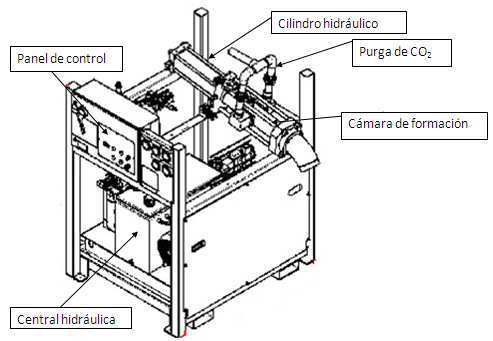 Cilindro hidráulico
Purga de CO₂
Panel de control
Cámara de formación
Central hidráulica